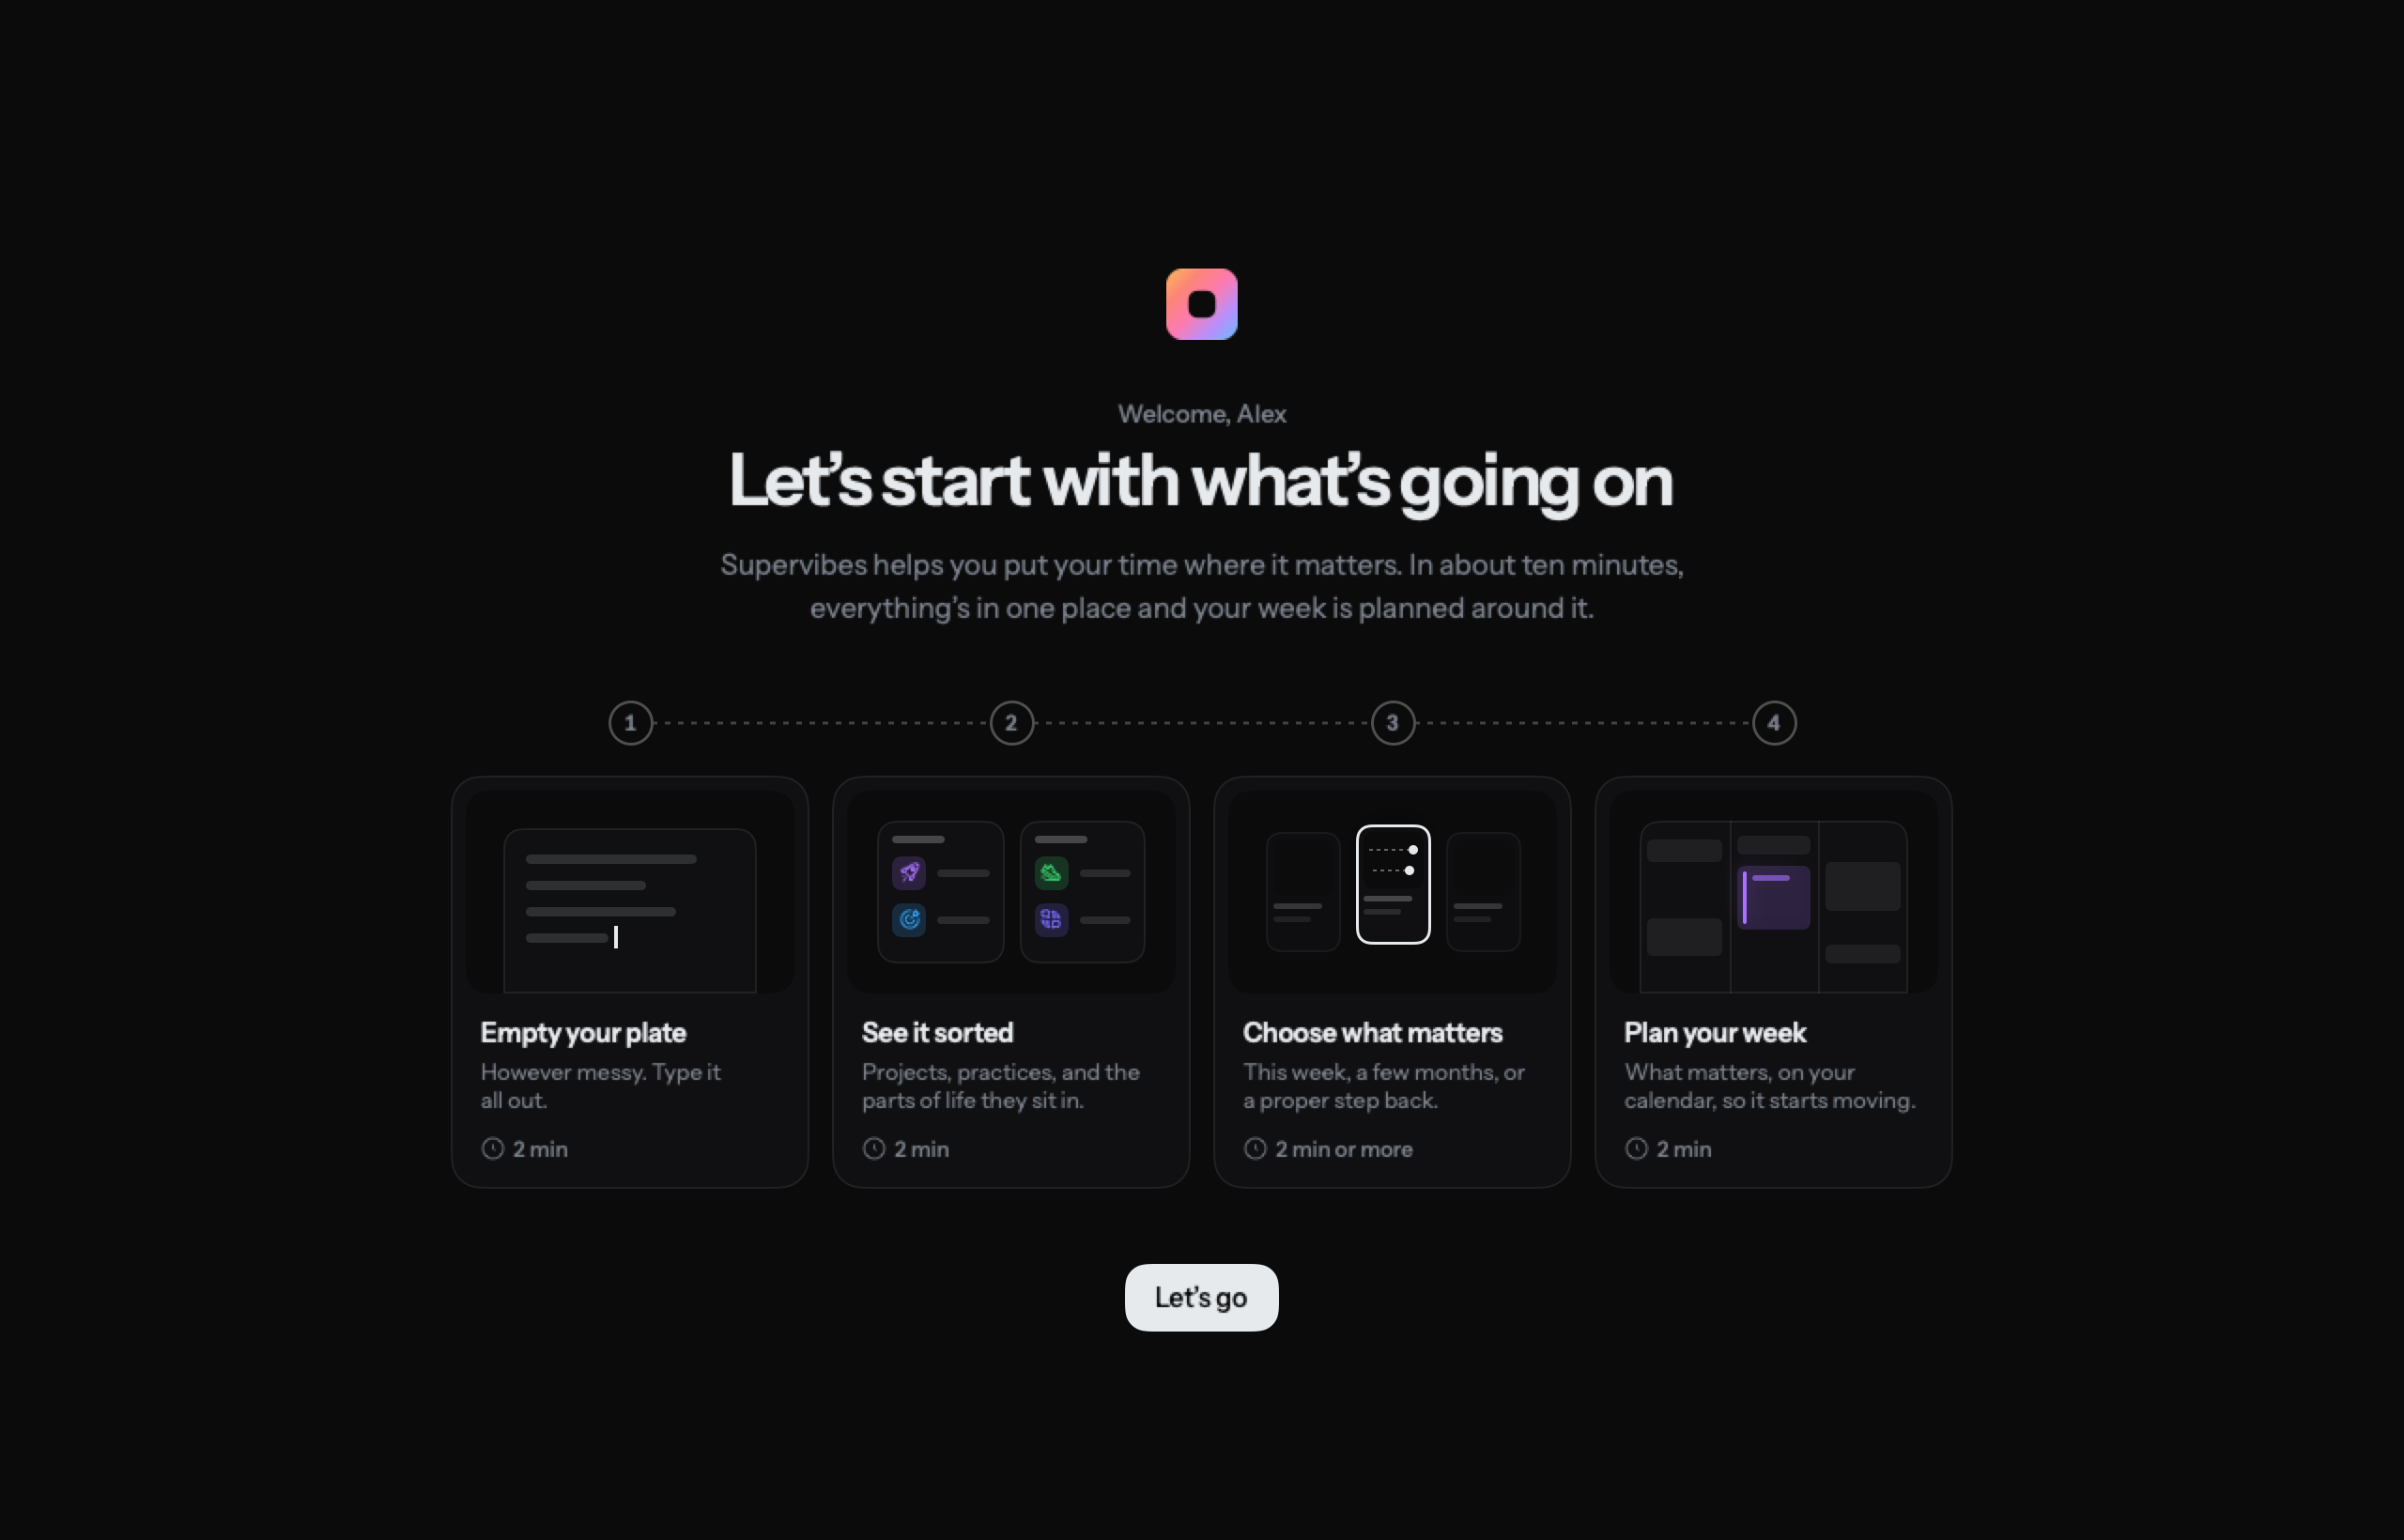 Welcome, Alex
Let’s start with what’s going on
Supervibes helps you put your time where it matters. In about ten minutes,
everything’s in one place and your week is planned around it.
1
2
3
4
Empty your plate
However messy. Type it
all out.
2 min
See it sorted
Projects, practices, and the
parts of life they sit in.
2 min
Choose what matters
This week, a few months, or
a proper step back.
2 min or more
Plan your week
What matters, on your
calendar, so it starts moving.
2 min
Let’s go